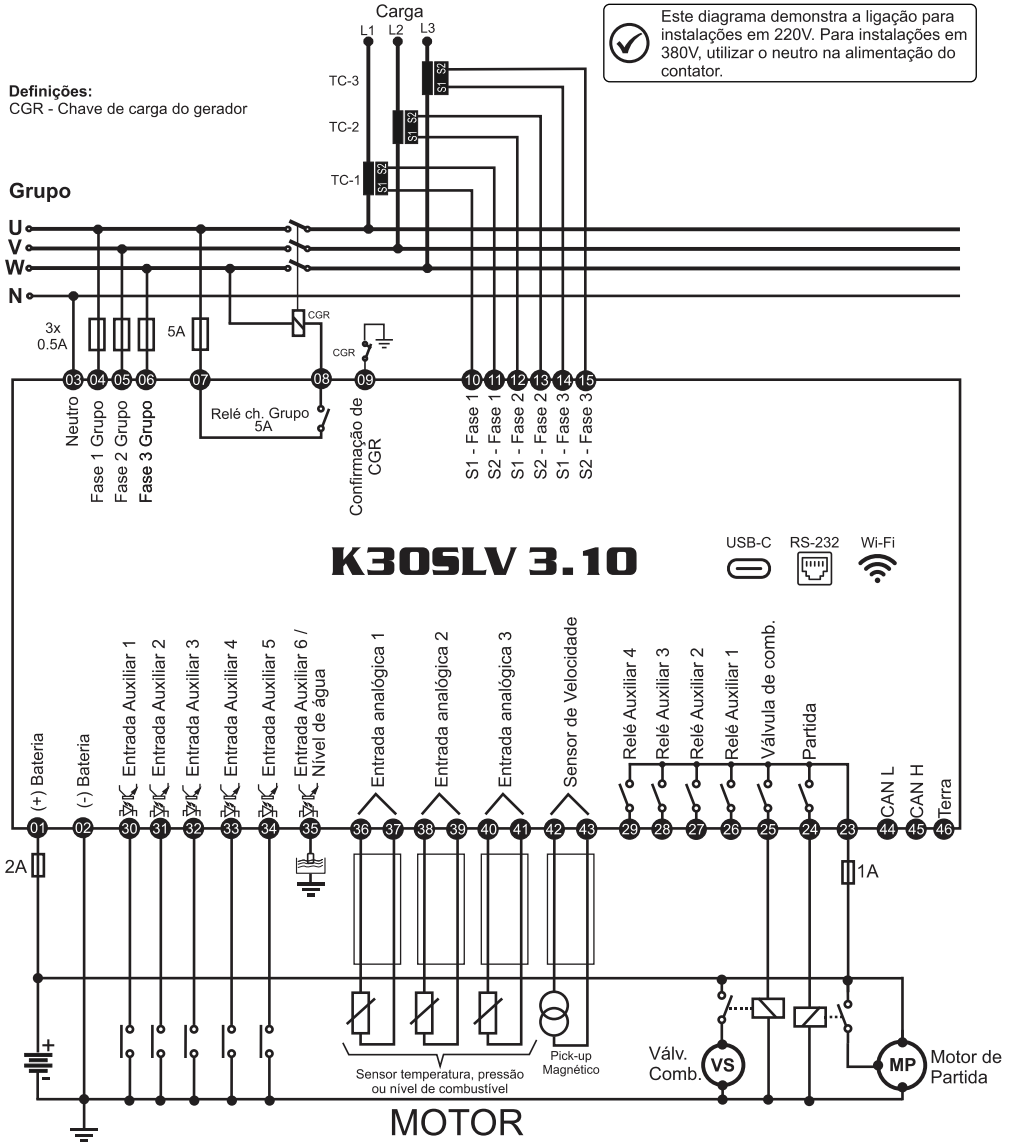 Carga
L1 L2 L3
Este diagrama demonstra a ligação para
instalações em 220V. Para instalações em
380V, utilizar o neutro na alimentação do
contator.
Definições:
CGR - Chave de carga do gerador
TC-3
S1 S2
TC-2
S1 S2
TC-1
S1 S2
Grupo
U
V
W
N
3x
0.5A
5A
CGR
CGR
03 04 05 06 07 08 09 10 11 12 13 14 15
Neutro
Fase 1 Grupo
Fase 2 Grupo
Fase 3 Grupo
Relé ch. Grupo
5A
Confirmação de
CGR
S1 - Fase 1
S2 - Fase 1
S1 - Fase 2
S2 - Fase 2
S1 - Fase 3
S2 - Fase 3
K30SLV 3.10
USB-C
RS-232
Wi-Fi
(+) Bateria
(-) Bateria
Entrada Auxiliar 1
Entrada Auxiliar 2
Entrada Auxiliar 3
Entrada Auxiliar 4
Entrada Auxiliar 5
Entrada Auxiliar 6 /
Nível de água
Entrada analógica 1
Entrada analógica 2
Entrada analógica 3
Sensor de Velocidade
Relé Auxiliar 4
Relé Auxiliar 3
Relé Auxiliar 2
Relé Auxiliar 1
Válvula de comb.
Partida
CAN L
CAN H
Terra
01 02 30 31 32 33 34 35 36 37 38 39 40 41 42 43 29 28 27 26 25 24 23 44 45 46
2A
1A
+
-
Sensor temperatura, pressão
ou nível de combustível
Pick-up
Magnético
Válv.
Comb.
VS
MP
Motor de
Partida
MOTOR